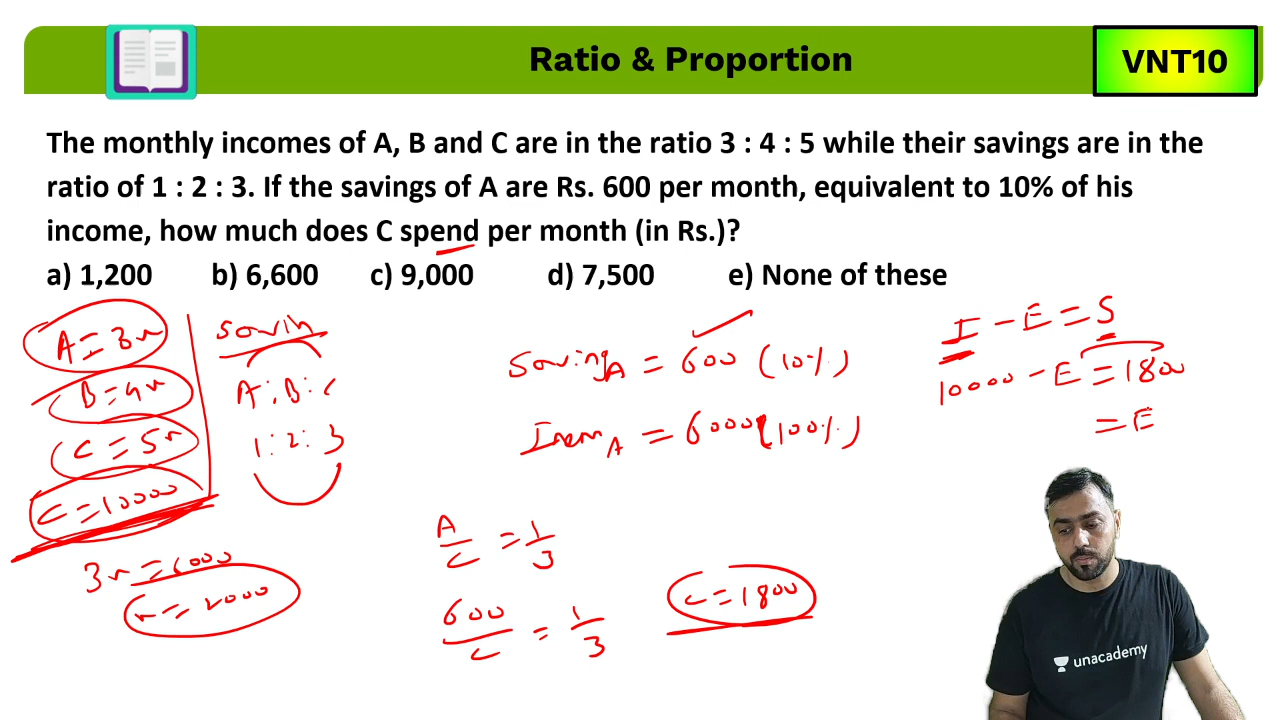 Ratio & Proportion
VNT10
The monthly incomes of A, B and C are in the ratio 3 : 4 : 5 while their savings are in the
ratio of 1 : 2 : 3. If the savings of A are Rs. 600 per month, equivalent to 10% of his
income, how much does C spend per month (in Rs.)?
a) 1,200 b) 6,600 c) 9,000 d) 7,500 e) None of these
A = 3x
B = 4x
C = 5x
C = 10000
3x = 6000
x = 2000
Savin
A : B : C
1 : 2 : 3
Saving A = 600 (10%)
A = 6000 (100%)
A/C = 1/3
600/C = 1/3
C = 1800
I - E = S
10000 - E = 1800
= E
unacademy